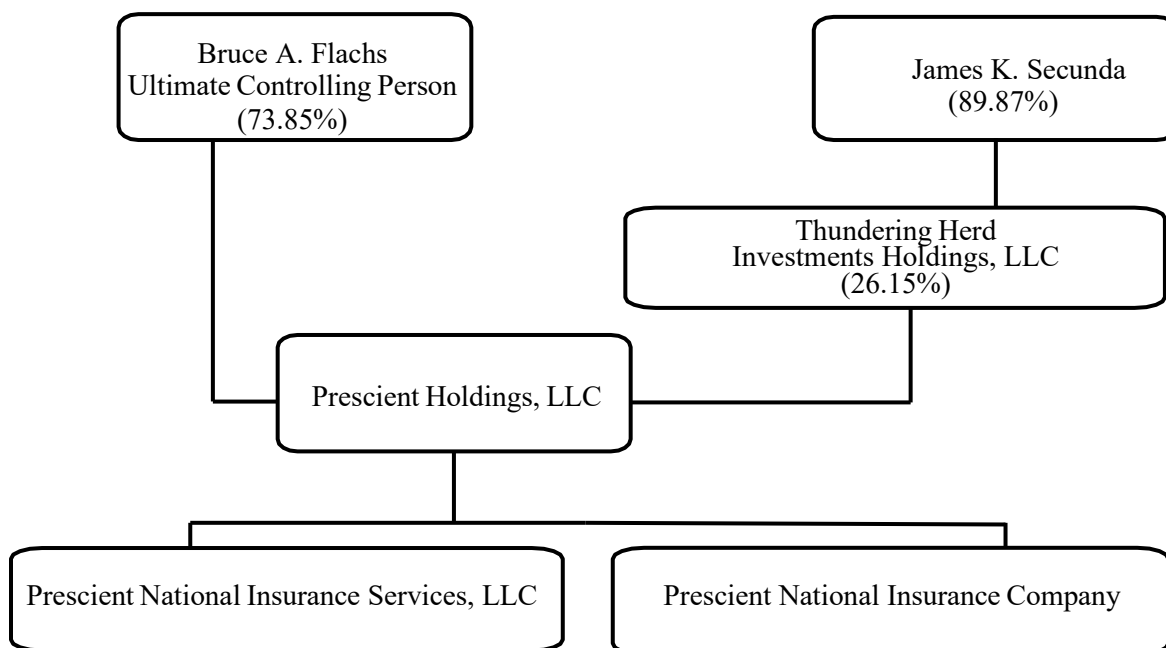 Bruce A. Flachs
Ultimate Controlling Person
(73.85%)
James K. Secunda
(89.87%)
Thundering Herd
Investments Holdings, LLC
(26.15%)
Prescient Holdings, LLC
Prescient National Insurance Services, LLC
Prescient National Insurance Company